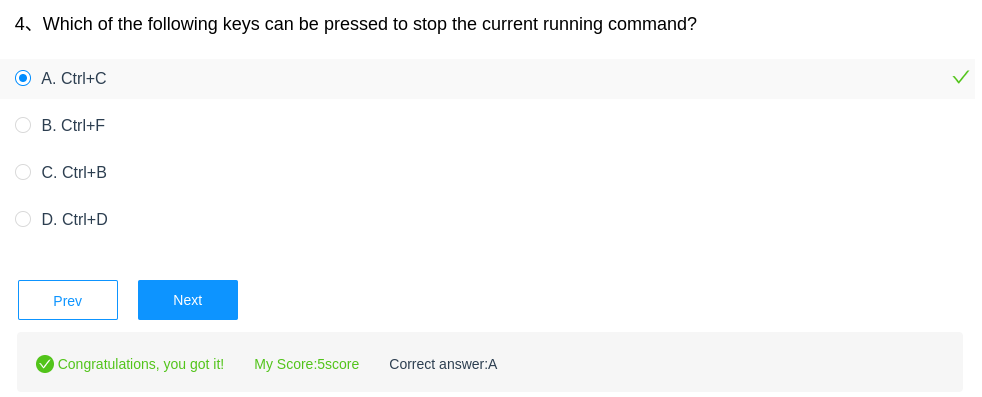 4、Which of the following keys can be pressed to stop the current running command?
A. Ctrl+C
B. Ctrl+F
C. Ctrl+B
D. Ctrl+D
Prev Next
Congratulations, you got it! My Score:5score Correct answer:A